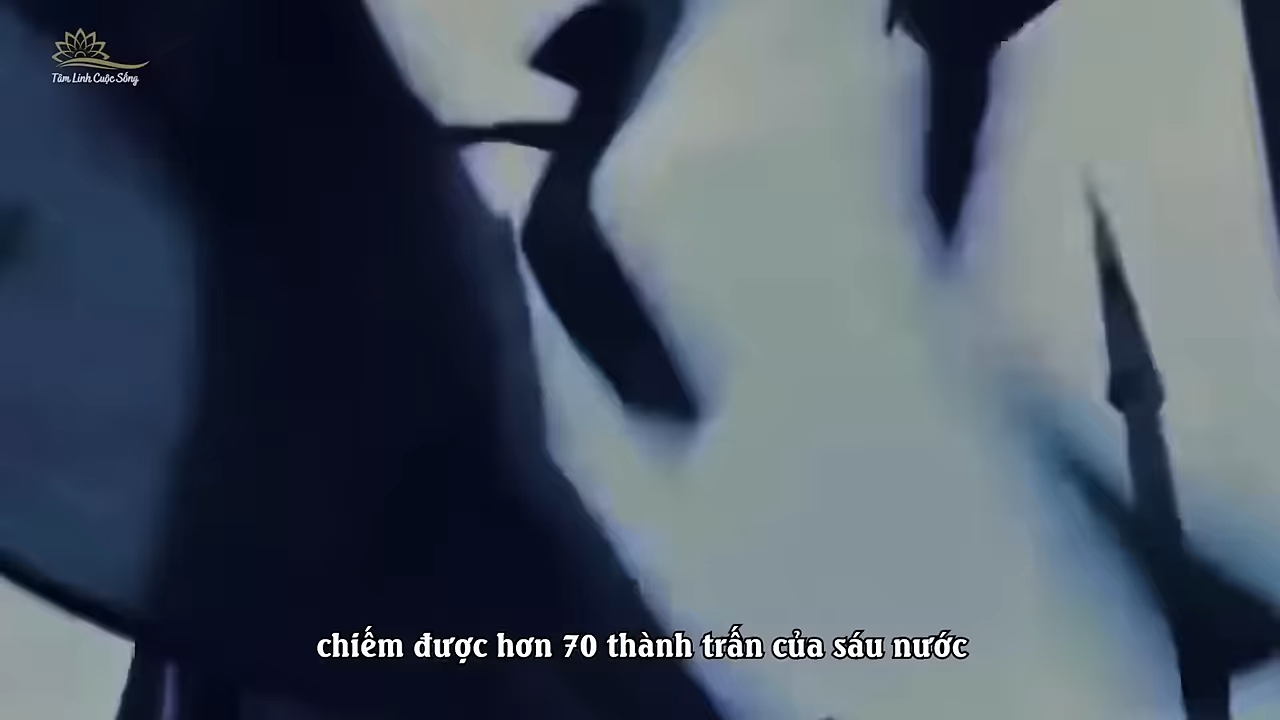 Tâm Linh Cuộc Sống
chiếm được hơn 70 thành trấn của sáu nước